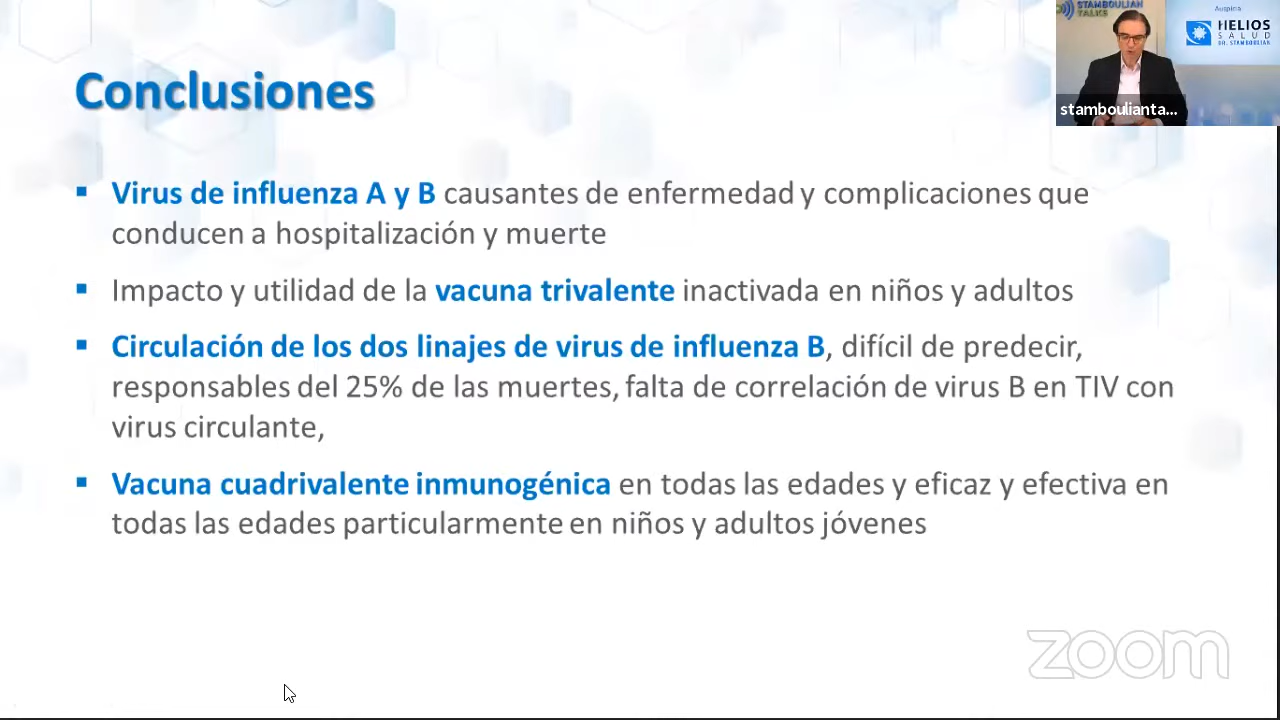 STAMBOULIAN
TALKS
Auspicia
HELIOS
SALUD
DR. STAMBOULIAN
stamboulianta...
Conclusiones
▪ Virus de influenza A y B causantes de enfermedad y complicaciones que
conducen a hospitalización y muerte
▪ Impacto y utilidad de la vacuna trivalente inactivada en niños y adultos
▪ Circulación de los dos linajes de virus de influenza B, difícil de predecir,
responsables del 25% de las muertes, falta de correlación de virus B en TIV con
virus circulante,
▪ Vacuna cuadrivalente inmunogénica en todas las edades y eficaz y efectiva en
todas las edades particularmente en niños y adultos jóvenes
zoom